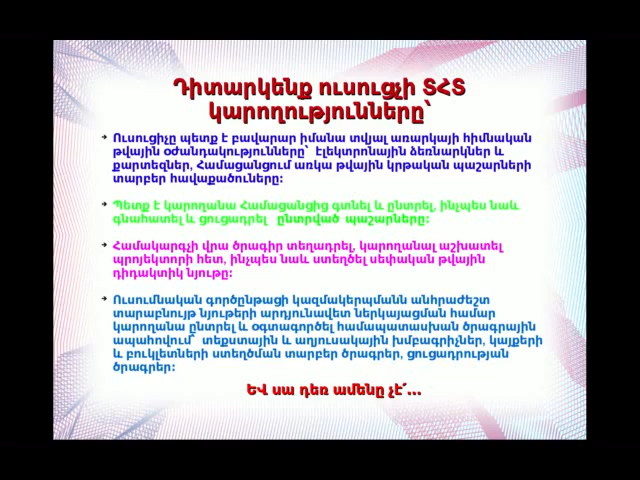 Դիտարկենք ուսուցչի ՏՀՏ
կարողությունները՝
Ուսուցիչը պետք է բավարար իմանա տվյալ առարկայի հիմնական
թվային օժանդակությունները՝ էլեկտրոնային ձեռնարկներ և
քարտեզներ, Համացանցում առկա թվային կրթական պաշարների
տարբեր հավաքածուները:
Պետք է կարողանա Համացանցից գտնել և ընտրել, ինչպես նաև
գնահատել և ցուցադրել ընտրված պաշարները:
Համակարգչի վրա ծրագիր տեղադրել, կարողանալ աշխատել
պրոյեկտորի հետ, ինչպես նաև ստեղծել սեփական թվային
դիդակտիկ նյութը:
Ուսումնական գործընթացի կազմակերպմանն անհրաժեշտ
տարաբնույթ նյութերի արդյունավետ ներկայացման համար
կարողանա ընտրել և օգտագործել համապատասխան ծրագրային
ապահովում՝ տեքստային և աղյուսակային խմբագրիչներ, կայքերի
և բուկլետների ստեղծման տարբեր ծրագրեր, ցուցադրության
ծրագրեր:
ԵՎ սա դեռ ամենը չէ՛...